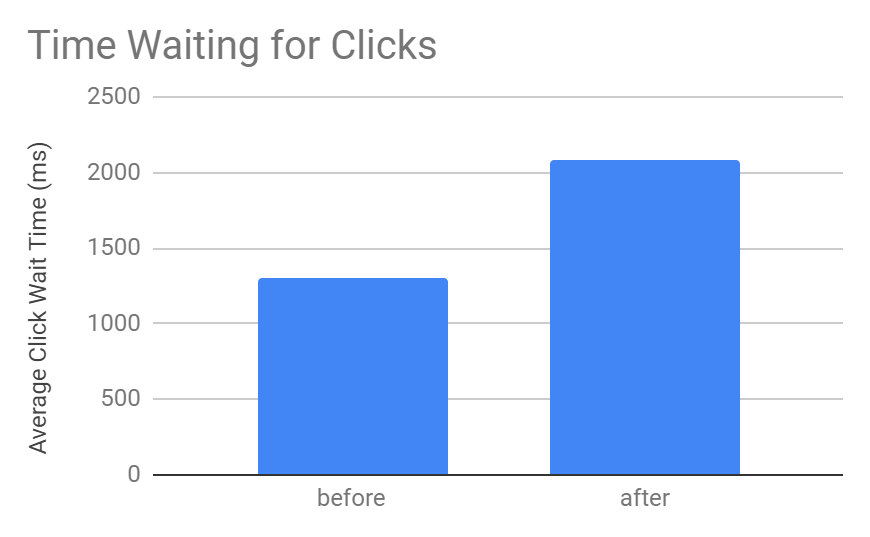 Time Waiting for Clicks
Average Click Wait Time (ms)
2500
2000
1500
1000
500
0
before
after